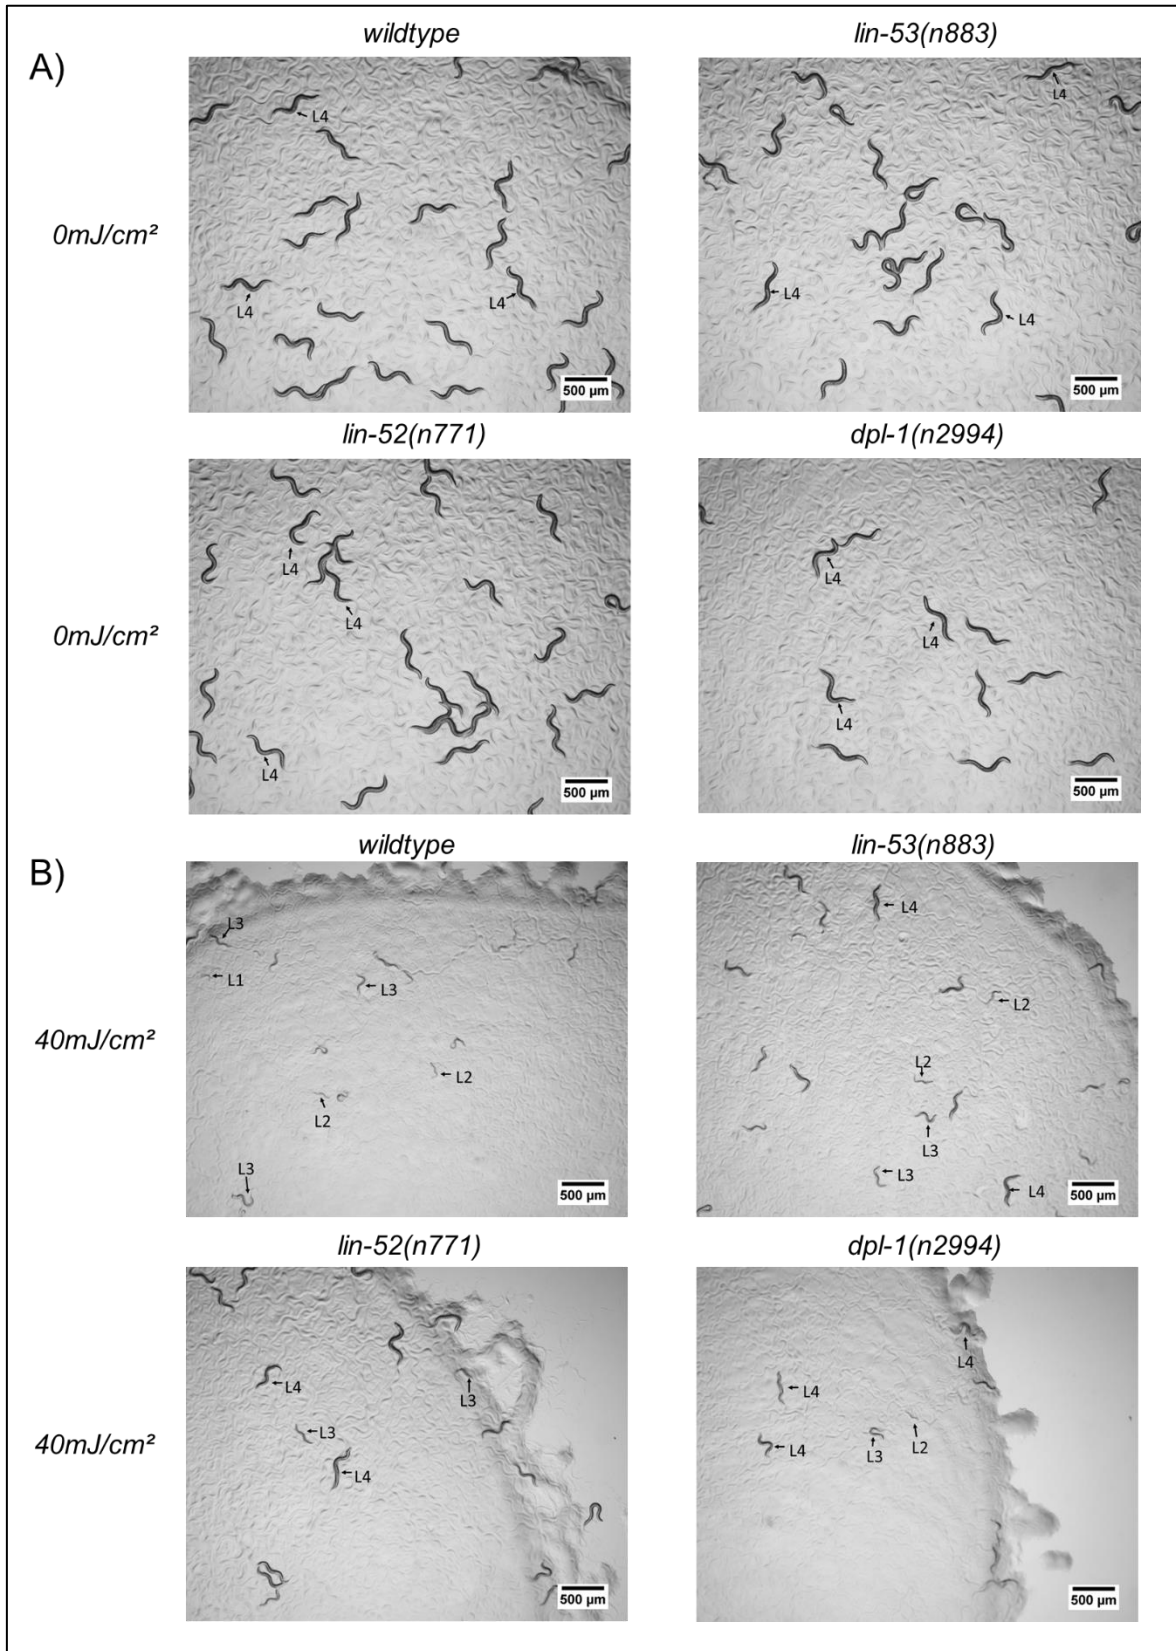 wildtype
lin-53(n883)
A)
L4
L4
0mJ/cm²
L4
L4
L4
L4
500 µm
500 µm
lin-52(n771)
dpl-1(n2994)
L4
L4
L4
L4
0mJ/cm²
L4
L4
500 µm
500 µm
wildtype
lin-53(n883)
B)
L3
L4
L1
L3
L2
40mJ/cm²
L2
L2
L2
L3
L3
L3
L4
500 µm
500 µm
lin-52(n771)
dpl-1(n2994)
L4
L4
L3
L4
L3
L4
L3
L2
40mJ/cm²
L4
500 µm
500 µm